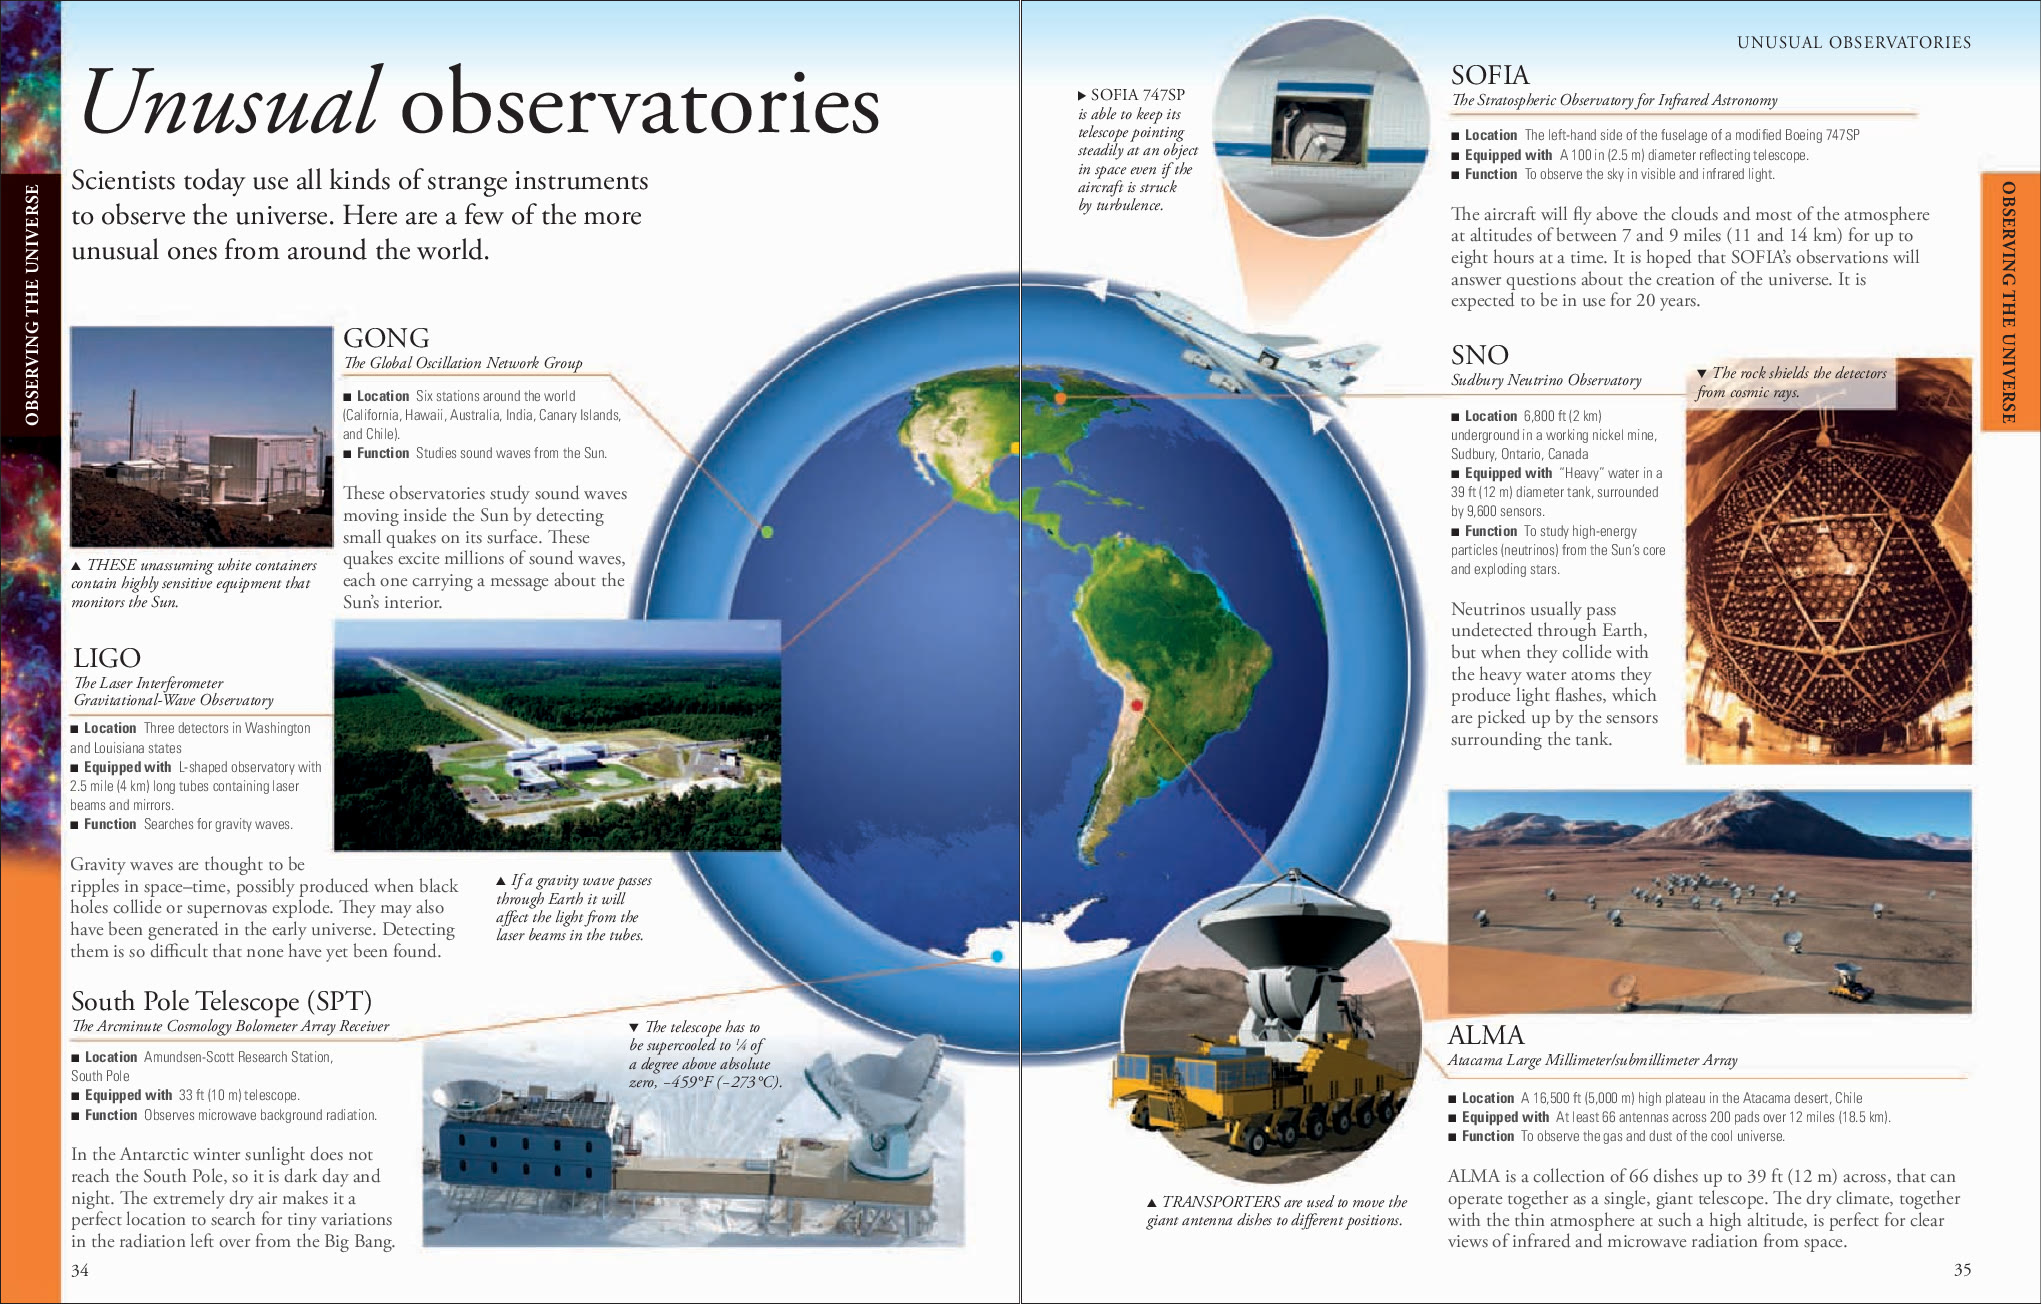 Unusual observatories
Scientists today use all kinds of strange instruments
to observe the universe. Here are a few of the more
unusual ones from around the world.
OBSERVING THE UNIVERSE
GONG
The Global Oscillation Network Group
■ Location Six stations around the world
(California, Hawaii, Australia, India, Canary Islands,
and Chile).
■ Function Studies sound waves from the Sun.
These observatories study sound waves
moving inside the Sun by detecting
small quakes on its surface. These
quakes excite millions of sound waves,
each one carrying a message about the
Sun's interior.
▲ THESE unassuming white containers
contain highly sensitive equipment that
monitors the Sun.
LIGO
The Laser Interferometer
Gravitational-Wave Observatory
■ Location Three detectors in Washington
and Louisiana states
■ Equipped with L-shaped observatory with
2.5 mile (4 km) long tubes containing laser
beams and mirrors.
■ Function Searches for gravity waves.
Gravity waves are thought to be
ripples in space–time, possibly produced when black
holes collide or supernovas explode. They may also
have been generated in the early universe. Detecting
them is so difficult that none have yet been found.
▲ If a gravity wave passes
through Earth it will
affect the light from the
laser beams in the tubes.
South Pole Telescope (SPT)
The Arcminute Cosmology Bolometer Array Receiver
■ Location Amundsen-Scott Research Station,
South Pole
■ Equipped with 33 ft (10 m) telescope.
■ Function Observes microwave background radiation.
In the Antarctic winter sunlight does not
reach the South Pole, so it is dark day and
night. The extremely dry air makes it a
perfect location to search for tiny variations
in the radiation left over from the Big Bang.
▼ The telescope has to
be supercooled to ¼ of
a degree above absolute
zero, –459°F (–273°C).
34
UNUSUAL OBSERVATORIES
▶ SOFIA 747SP
is able to keep its
telescope pointing
steadily at an object
in space even if the
aircraft is struck
by turbulence.
SOFIA
The Stratospheric Observatory for Infrared Astronomy
■ Location The left-hand side of the fuselage of a modified Boeing 747SP
■ Equipped with A 100 in (2.5 m) diameter reflecting telescope.
■ Function To observe the sky in visible and infrared light.
The aircraft will fly above the clouds and most of the atmosphere
at altitudes of between 7 and 9 miles (11 and 14 km) for up to
eight hours at a time. It is hoped that SOFIA's observations will
answer questions about the creation of the universe. It is
expected to be in use for 20 years.
OBSERVING THE UNIVERSE
SNO
Sudbury Neutrino Observatory
■ Location 6,800 ft (2 km)
underground in a working nickel mine,
Sudbury, Ontario, Canada
■ Equipped with "Heavy" water in a
39 ft (12 m) diameter tank, surrounded
by 9,600 sensors.
■ Function To study high-energy
particles (neutrinos) from the Sun's core
and exploding stars.
Neutrinos usually pass
undetected through Earth,
but when they collide with
the heavy water atoms they
produce light flashes, which
are picked up by the sensors
surrounding the tank.
▼ The rock shields the detectors
from cosmic rays.
ALMA
Atacama Large Millimeter/submillimeter Array
■ Location A 16,500 ft (5,000 m) high plateau in the Atacama desert, Chile
■ Equipped with At least 66 antennas across 200 pads over 12 miles (18.5 km).
■ Function To observe the gas and dust of the cool universe.
ALMA is a collection of 66 dishes up to 39 ft (12 m) across, that can
operate together as a single, giant telescope. The dry climate, together
with the thin atmosphere at such a high altitude, is perfect for clear
views of infrared and microwave radiation from space.
▲ TRANSPORTERS are used to move the
giant antenna dishes to different positions.
35